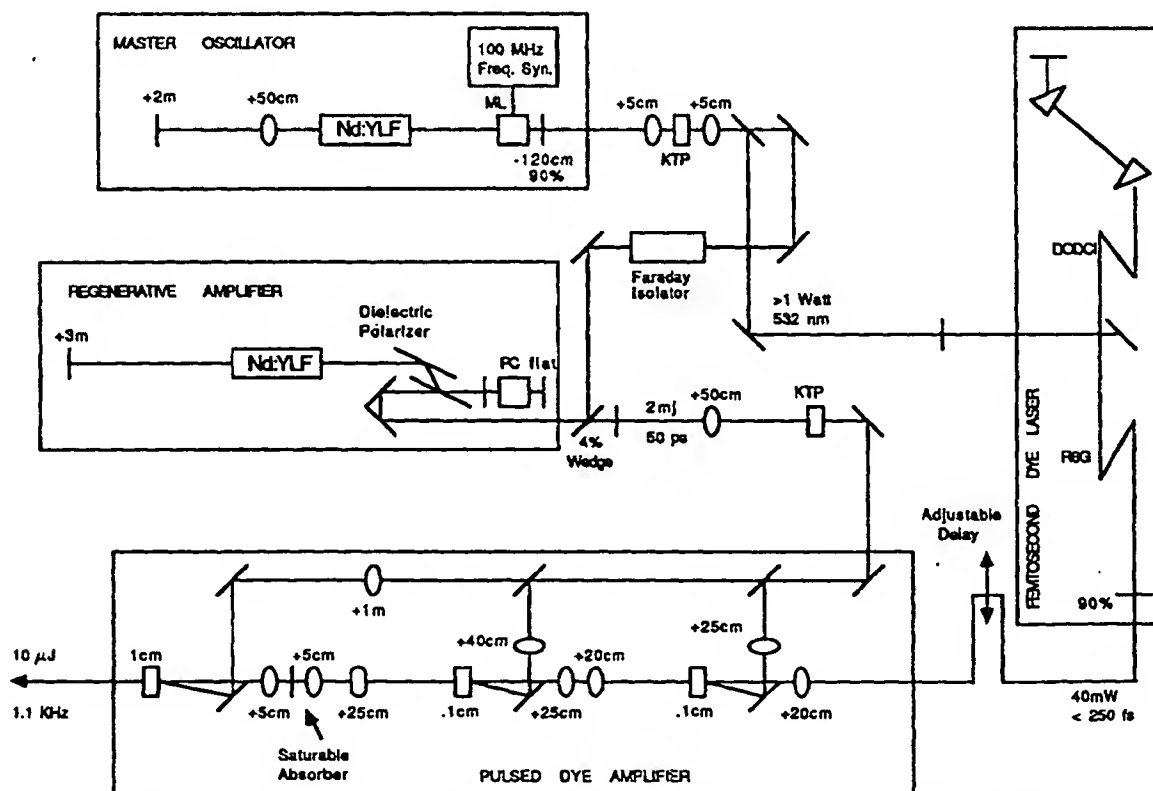 MASTER OSCILLATOR
100 MHz
Freq. Syn.
ML
+2m
+50cm
Nd:YLF
-120cm
90%
+5cm
+5cm
KTP
Faraday
Isolator
>1 Watt
532 nm
DODCI
R6G
FEMTOSECOND DYE LASER
90%
REGENERATIVE AMPLIFIER
Dielectric
Polarizer
+3m
Nd:YLF
PC flat
4%
Wedge
2mj
50 ps
+50cm
KTP
Adjustable
Delay
+1m
+40cm
+25cm
10 µJ
1.1 KHz
1cm
+5cm
+5cm
+25cm
.1cm
+20cm
+25cm
.1cm
+20cm
40mW
< 250 fs
Saturable
Absorber
PULSED DYE AMPLIFIER